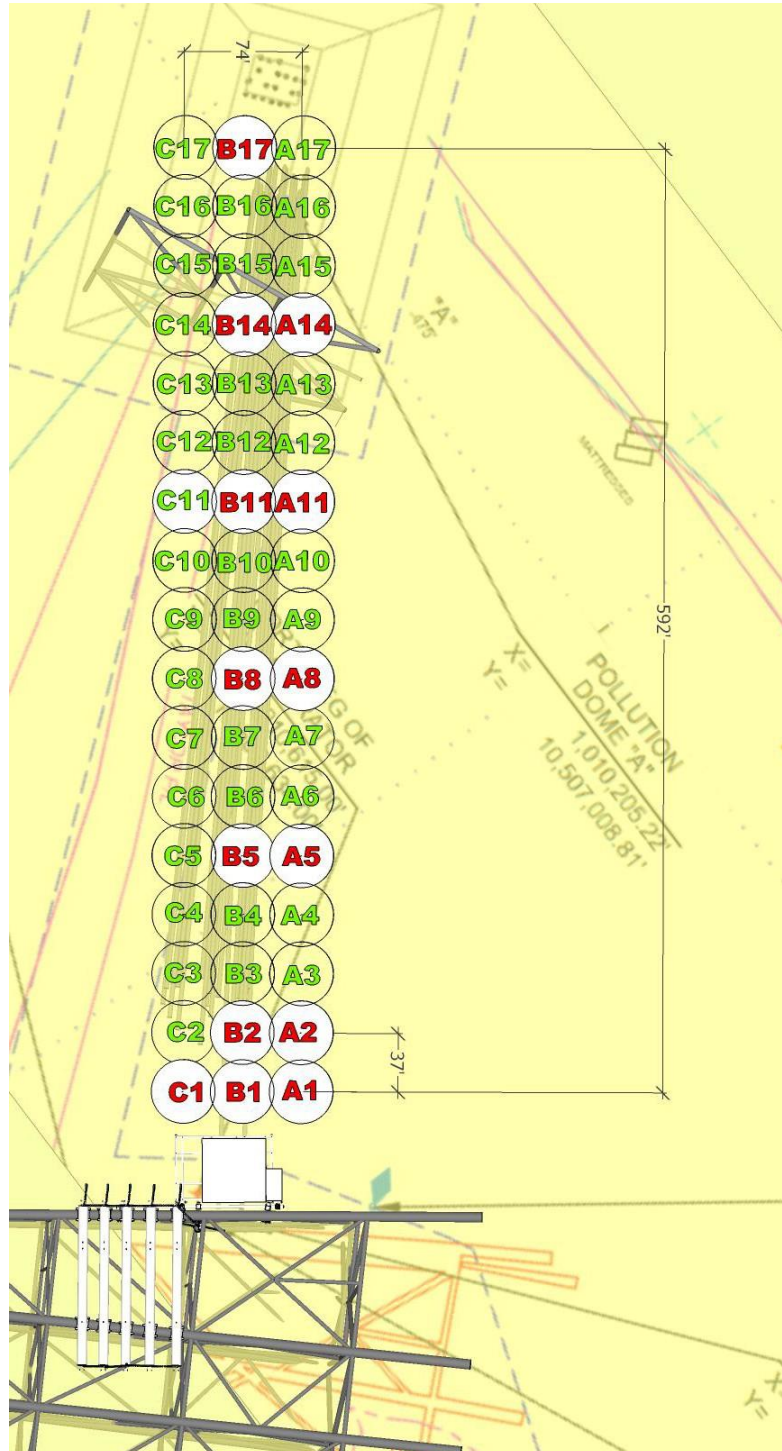 74'
C17 B17 A17
C16 B16 A16
C15 B15 A15
"A"
-475'
C14 B14 A14
C13 B13 A13
C12 B12 A12
MATTRESSES
C11 B11 A11
C10 B10 A10
C9 B9 A9
592'
X=
Y=
POLLUTION
DOME "A"
1,010,205.22'
10,507,008.81'
C8 B8 A8
NG OF
C7 B7 A7
C6 B6 A6
C5 B5 A5
C4 B4 A4
C3 B3 A3
C2 B2 A2
37'
C1 B1 A1
X=
Y=